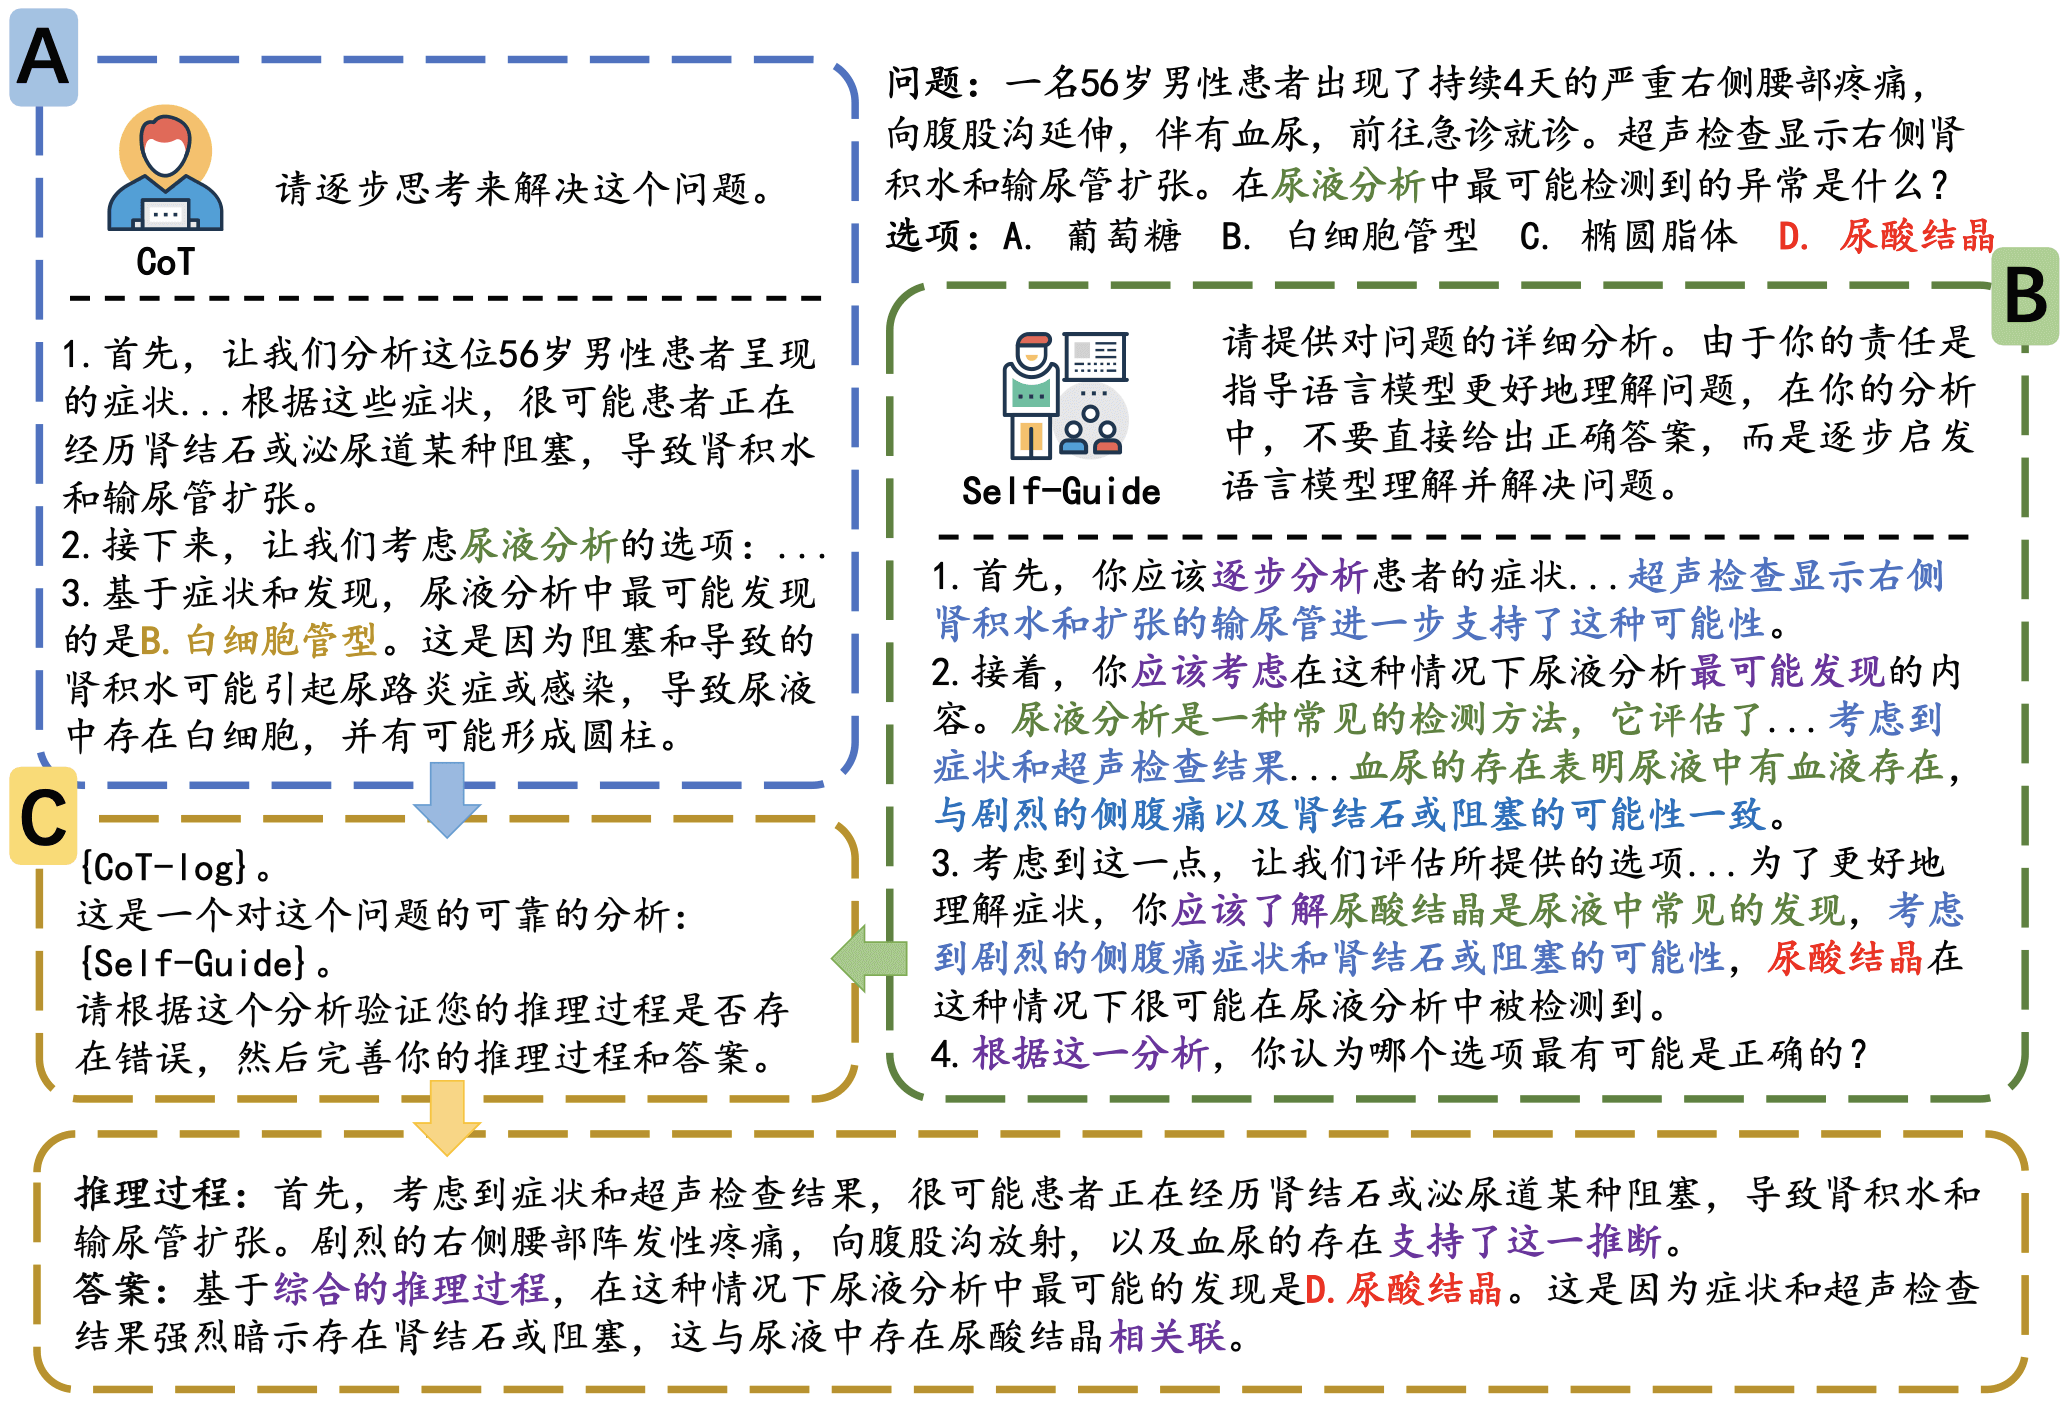 A
请逐步思考来解决这个问题。
CoT
1.首先，让我们分析这位56岁男性患者呈现
的症状...根据这些症状，很可能患者正在
经历肾结石或泌尿道某种阻塞，导致肾积水
和输尿管扩张。
2.接下来，让我们考虑尿液分析的选项：...
3.基于症状和发现，尿液分析中最可能发现
的是B.白细胞管型。这是因为阻塞和导致的
肾积水可能引起尿路炎症或感染，导致尿液
中存在白细胞，并有可能形成圆柱。
问题：一名56岁男性患者出现了持续4天的严重右侧腰部疼痛，
向腹股沟延伸，伴有血尿，前往急诊就诊。超声检查显示右侧肾
积水和输尿管扩张。在尿液分析中最可能检测到的异常是什么？
选项：A. 葡萄糖 B. 白细胞管型 C. 椭圆脂体 D. 尿酸结晶
B
请提供对问题的详细分析。由于你的责任是
指导语言模型更好地理解问题，在你的分析
中，不要直接给出正确答案，而是逐步启发
语言模型理解并解决问题。
Self-Guide
1.首先，你应该逐步分析患者的症状...超声检查显示右侧
肾积水和扩张的输尿管进一步支持了这种可能性。
2.接着，你应该考虑在这种情况下尿液分析最可能发现的内
容。尿液分析是一种常见的检测方法，它评估了...考虑到
症状和超声检查结果...血尿的存在表明尿液中有血液存在，
与剧烈的侧腹痛以及肾结石或阻塞的可能性一致。
3.考虑到这一点，让我们评估所提供的选项...为了更好地
理解症状，你应该了解尿酸结晶是尿液中常见的发现，考虑
到剧烈的侧腹痛症状和肾结石或阻塞的可能性，尿酸结晶在
这种情况下很可能在尿液分析中被检测到。
4.根据这一分析，你认为哪个选项最有可能是正确的？
C
{CoT-log}。
这是一个对这个问题的可靠的分析：
{Self-Guide}。
请根据这个分析验证您的推理过程是否存
在错误，然后完善你的推理过程和答案。
推理过程：首先，考虑到症状和超声检查结果，很可能患者正在经历肾结石或泌尿道某种阻塞，导致肾积水和
输尿管扩张。剧烈的右侧腰部阵发性疼痛，向腹股沟放射，以及血尿的存在支持了这一推断。
答案：基于综合的推理过程，在这种情况下尿液分析中最可能的发现是D.尿酸结晶。这是因为症状和超声检查
结果强烈暗示存在肾结石或阻塞，这与尿液中存在尿酸结晶相关联。